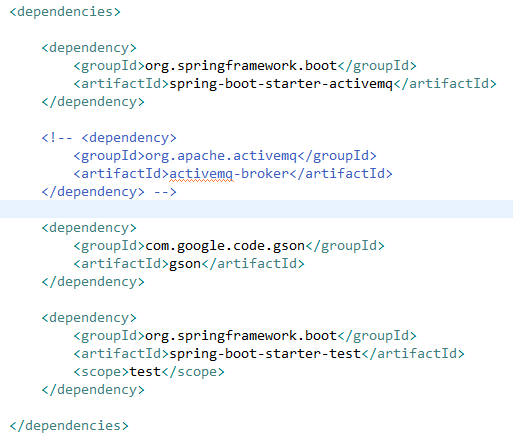 <dependencies>
<dependency>
<groupId>org.springframework.boot</groupId>
<artifactId>spring-boot-starter-activemq</artifactId>
</dependency>
<!-- <dependency>
<groupId>org.apache.activemq</groupId>
<artifactId>activemq-broker</artifactId>
</dependency> -->
<dependency>
<groupId>com.google.code.gson</groupId>
<artifactId>gson</artifactId>
</dependency>
<dependency>
<groupId>org.springframework.boot</groupId>
<artifactId>spring-boot-starter-test</artifactId>
<scope>test</scope>
</dependency>
</dependencies>